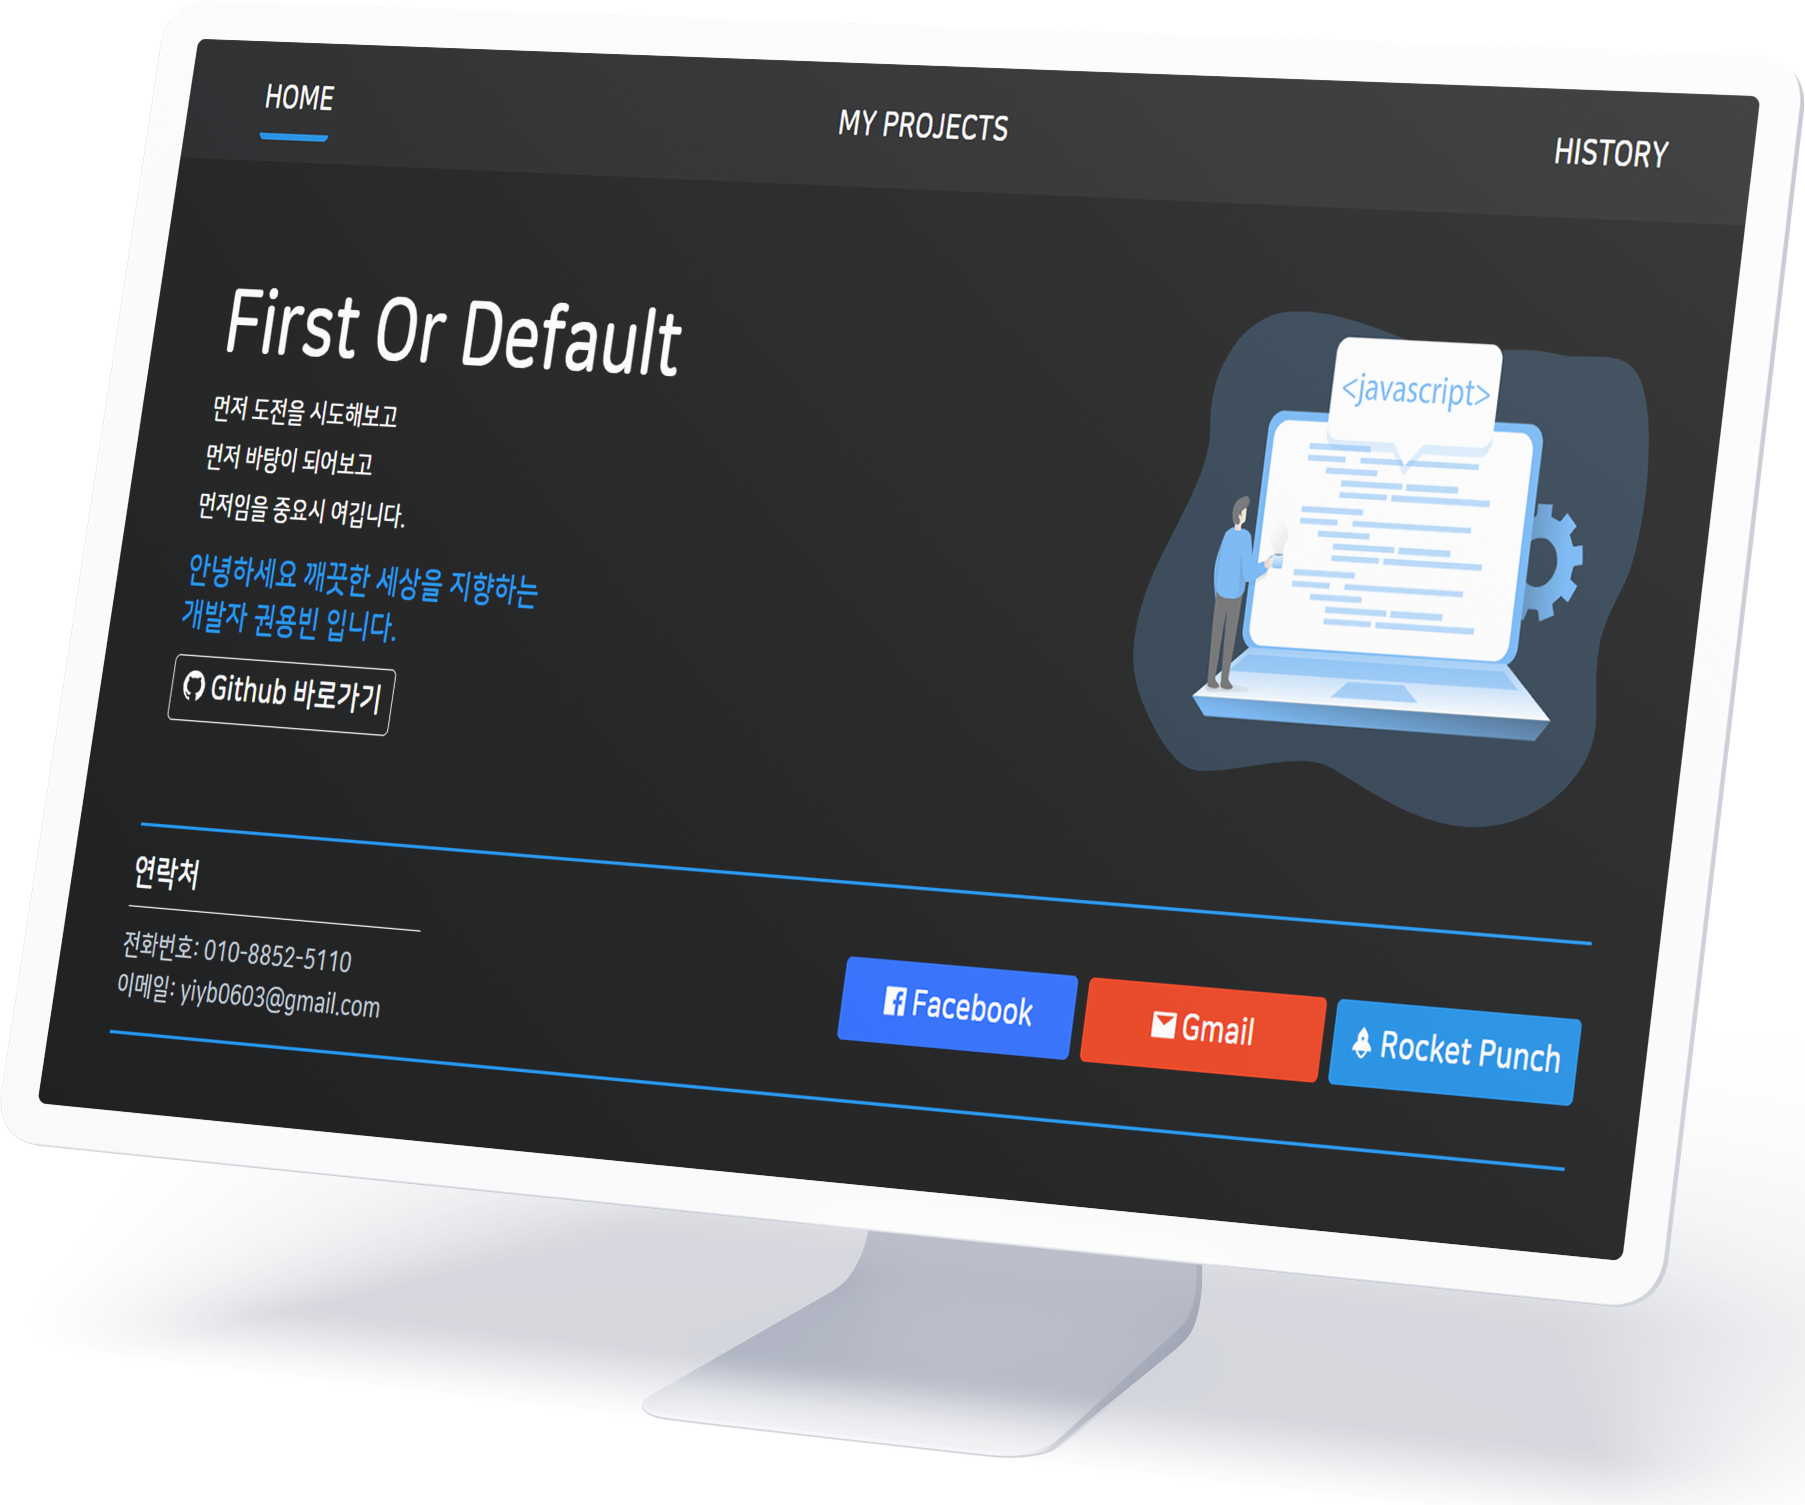 HOME
MY PROJECTS
HISTORY
First Or Default
먼저 도전을 시도해보고
먼저 바탕이 되어보고
먼저임을 중요시 여깁니다.
안녕하세요 깨끗한 세상을 지향하는
개발자 권용빈 입니다.
Github 바로가기
<javascript>
연락처
전화번호: 010-8852-5110
이메일: yiyb0603@gmail.com
Facebook
Gmail
Rocket Punch